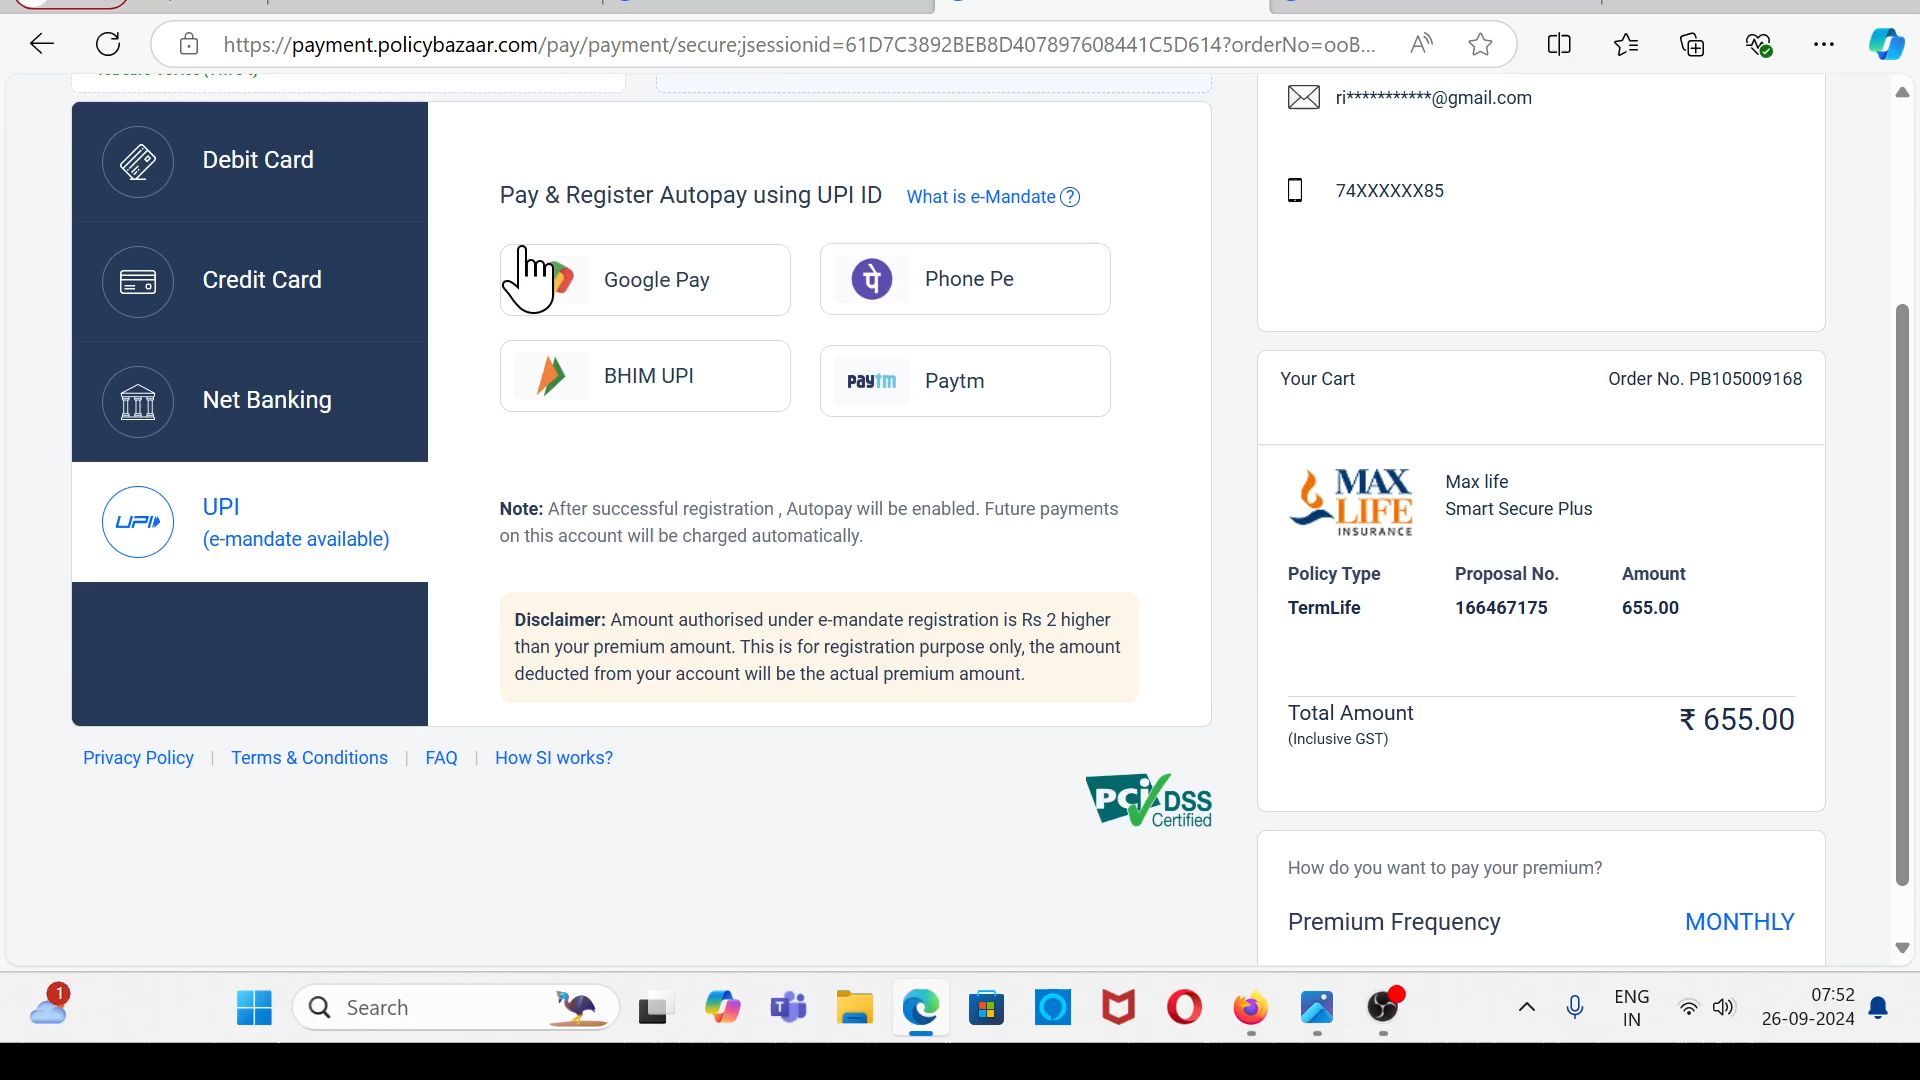 https://payment.policybazaar.com/pay/payment/secure;jsessionid=61D7C3892BEB8D407897608441C5D614?orderNo=ooB...
ri***********@gmail.com
74XXXXXX85
Debit Card
Credit Card
Net Banking
UPI
UPI
(e-mandate available)
Pay & Register Autopay using UPI ID What is e-Mandate ?
Google Pay
पे Phone Pe
BHIM UPI
paytm Paytm
Note: After successful registration , Autopay will be enabled. Future payments
on this account will be charged automatically.
Disclaimer: Amount authorised under e-mandate registration is Rs 2 higher
than your premium amount. This is for registration purpose only, the amount
deducted from your account will be the actual premium amount.
Privacy Policy | Terms & Conditions | FAQ | How SI works?
PCI DSS
Certified
Your Cart Order No. PB105009168
MAX
LIFE
INSURANCE
Max life
Smart Secure Plus
Policy Type Proposal No. Amount
TermLife 166467175 655.00
Total Amount ₹ 655.00
(Inclusive GST)
How do you want to pay your premium?
Premium Frequency MONTHLY
1
Search
ENG
IN
07:52
26-09-2024